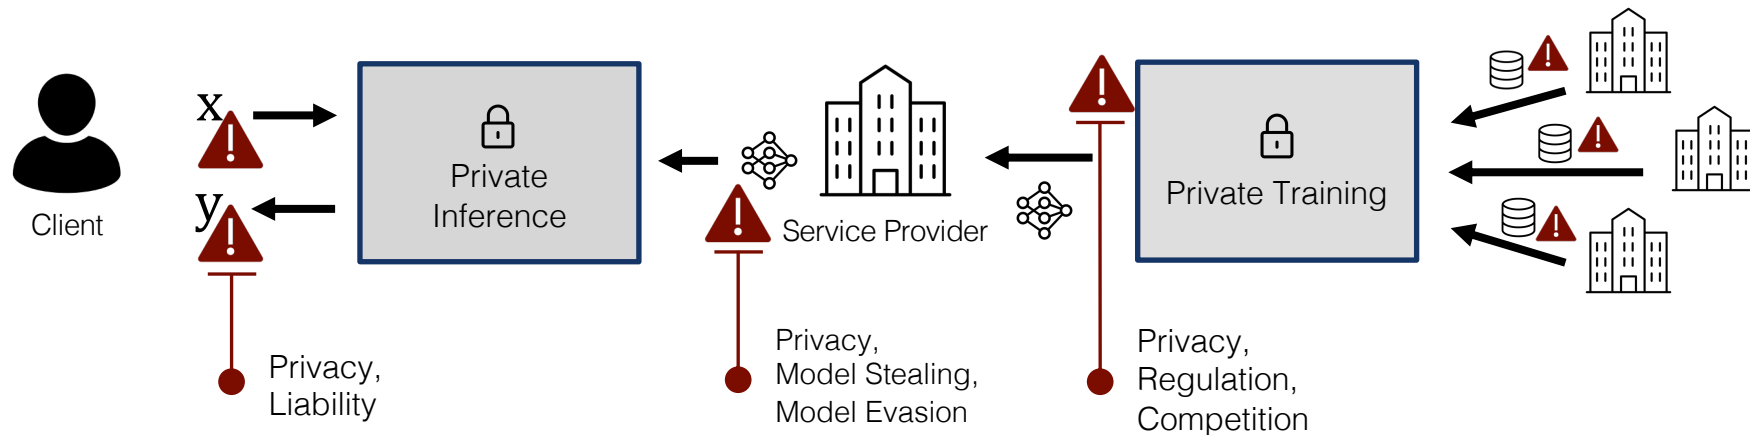 x
y
Client
Private
Inference
Service Provider
Private Training
Privacy,
Liability
Privacy,
Model Stealing,
Model Evasion
Privacy,
Regulation,
Competition